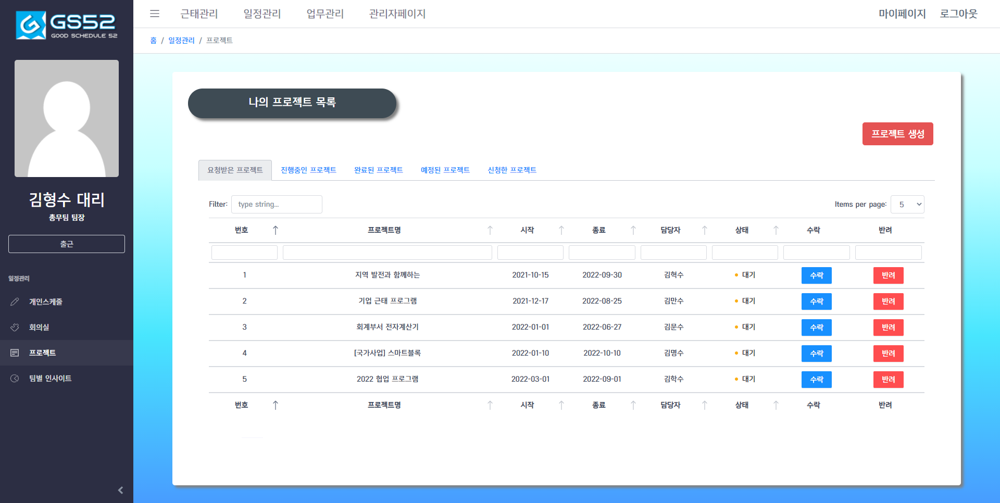 GS52
GOOD SCHEDULE 52
근태관리 일정관리 업무관리 관리자페이지 마이페이지 로그아웃
홈 / 일정관리 / 프로젝트
김형수 대리
총무팀 팀장
출근
일정관리
개인스케줄
회의실
프로젝트
팀별 인사이트
나의 프로젝트 목록
프로젝트 생성
요청받은 프로젝트 진행중인 프로젝트 완료된 프로젝트 예정된 프로젝트 신청한 프로젝트
Filter: type string... Items per page: 5
번호 프로젝트명 시작 종료 담당자 상태 수락 반려
1 지역 발전과 함께하는 2021-10-15 2022-09-30 김혁수 대기 수락 반려
2 기업 근태 프로그램 2021-12-17 2022-08-25 김만수 대기 수락 반려
3 회계부서 전자계산기 2022-01-01 2022-06-27 김문수 대기 수락 반려
4 [국가사업] 스마트블록 2022-01-10 2022-10-10 김명수 대기 수락 반려
5 2022 협업 프로그램 2022-03-01 2022-09-01 김학수 대기 수락 반려
번호 프로젝트명 시작 종료 담당자 상태 수락 반려